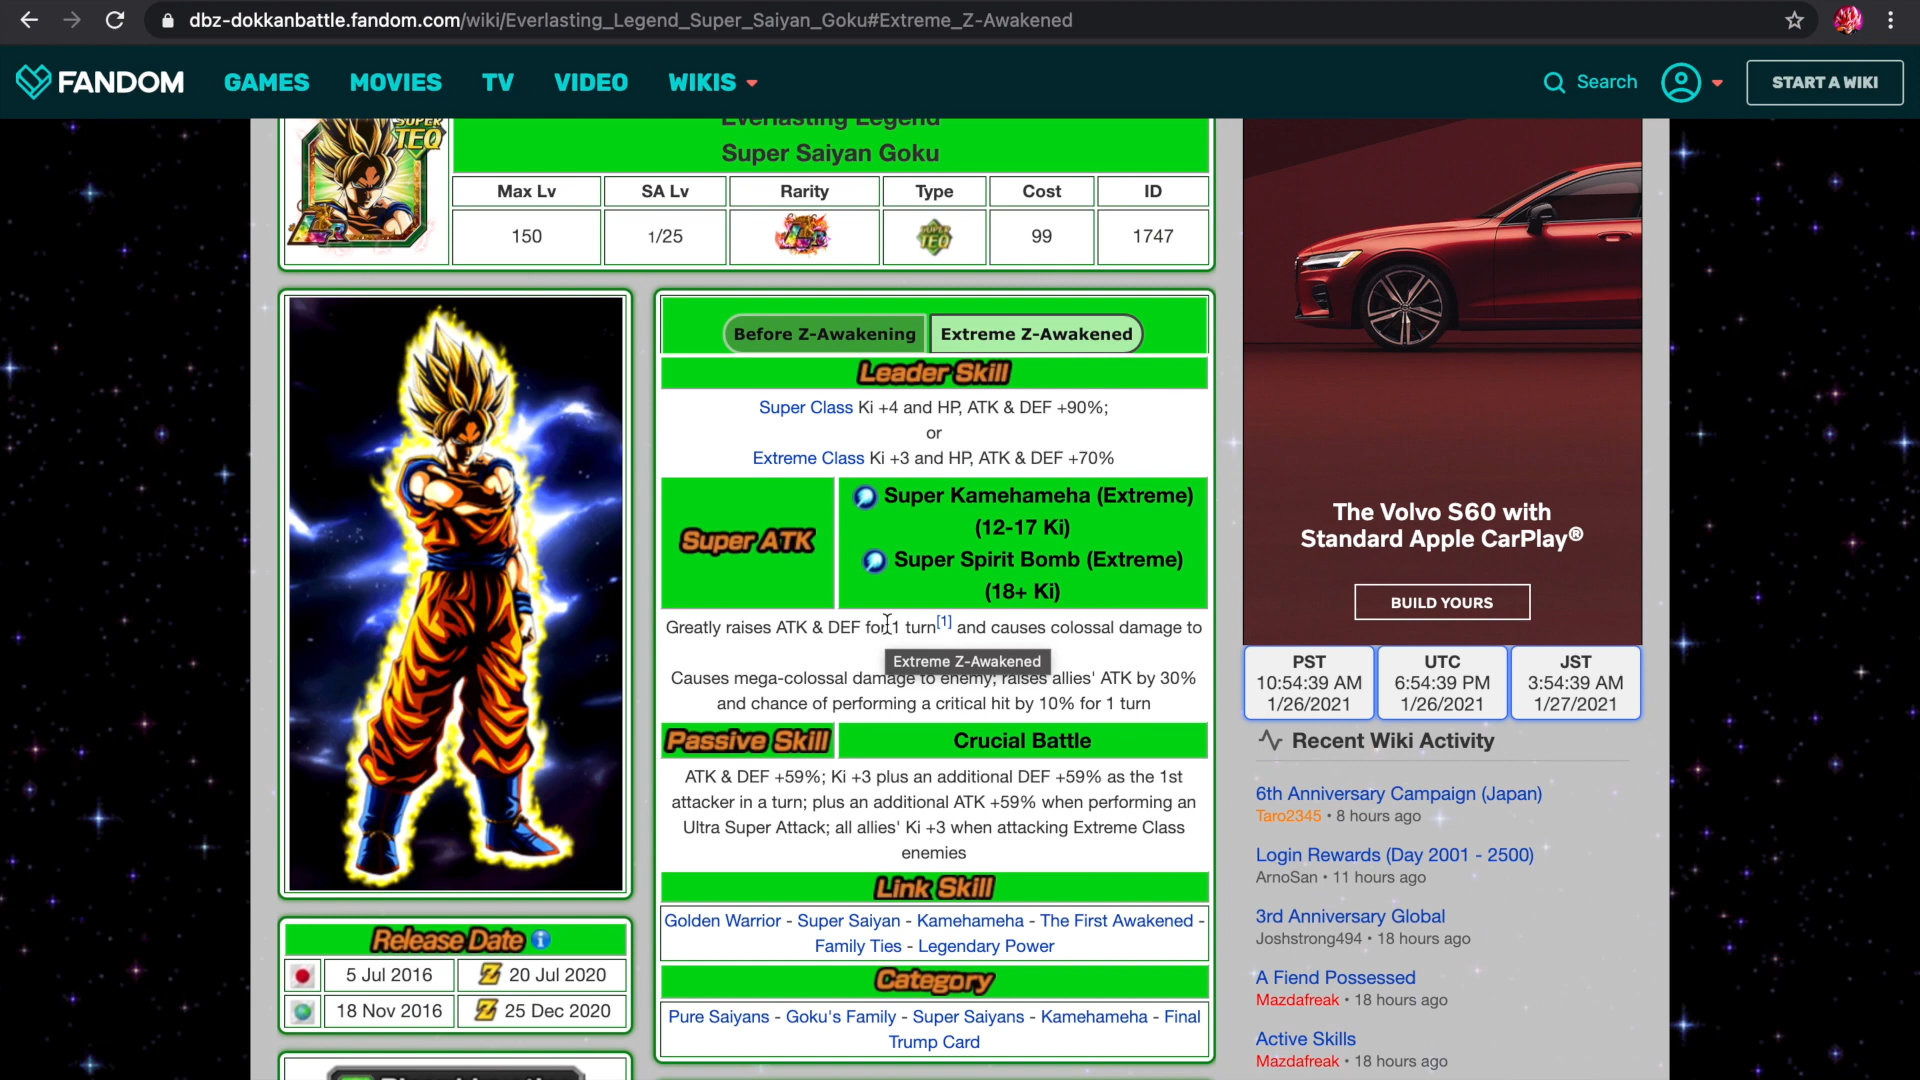 dbz-dokkanbattle.fandom.com/wiki/Everlasting_Legend_Super_Saiyan_Goku#Extreme_Z-Awakened
FANDOM
GAMES
MOVIES
TV
VIDEO
WIKIS
Search
START A WIKI
SUPER
TEQ
LR
Everlasting Legend
Super Saiyan Goku
Max Lv
SA Lv
Rarity
Type
Cost
ID
150
1/25
LR
SUPER TEQ
99
1747
Before Z-Awakening
Extreme Z-Awakened
Leader Skill
Super Class Ki +4 and HP, ATK & DEF +90%;
or
Extreme Class Ki +3 and HP, ATK & DEF +70%
Super ATK
Super Kamehameha (Extreme)
(12-17 Ki)
Super Spirit Bomb (Extreme)
(18+ Ki)
Greatly raises ATK & DEF for 1 turn[1] and causes colossal damage to
Extreme Z-Awakened
Causes mega-colossal damage to enemy; raises allies' ATK by 30%
and chance of performing a critical hit by 10% for 1 turn
Passive Skill
Crucial Battle
ATK & DEF +59%; Ki +3 plus an additional DEF +59% as the 1st
attacker in a turn; plus an additional ATK +59% when performing an
Ultra Super Attack; all allies' Ki +3 when attacking Extreme Class
enemies
Link Skill
Golden Warrior - Super Saiyan - Kamehameha - The First Awakened -
Family Ties - Legendary Power
Category
Pure Saiyans - Goku's Family - Super Saiyans - Kamehameha - Final
Trump Card
Release Date
5 Jul 2016
Z 20 Jul 2020
18 Nov 2016
Z 25 Dec 2020
The Volvo S60 with
Standard Apple CarPlay®
BUILD YOURS
PST
10:54:39 AM
1/26/2021
UTC
6:54:39 PM
1/26/2021
JST
3:54:39 AM
1/27/2021
Recent Wiki Activity
6th Anniversary Campaign (Japan)
Taro2345 • 8 hours ago
Login Rewards (Day 2001 - 2500)
ArnoSan • 11 hours ago
3rd Anniversary Global
Joshstrong494 • 18 hours ago
A Fiend Possessed
Mazdafreak • 18 hours ago
Active Skills
Mazdafreak • 18 hours ago